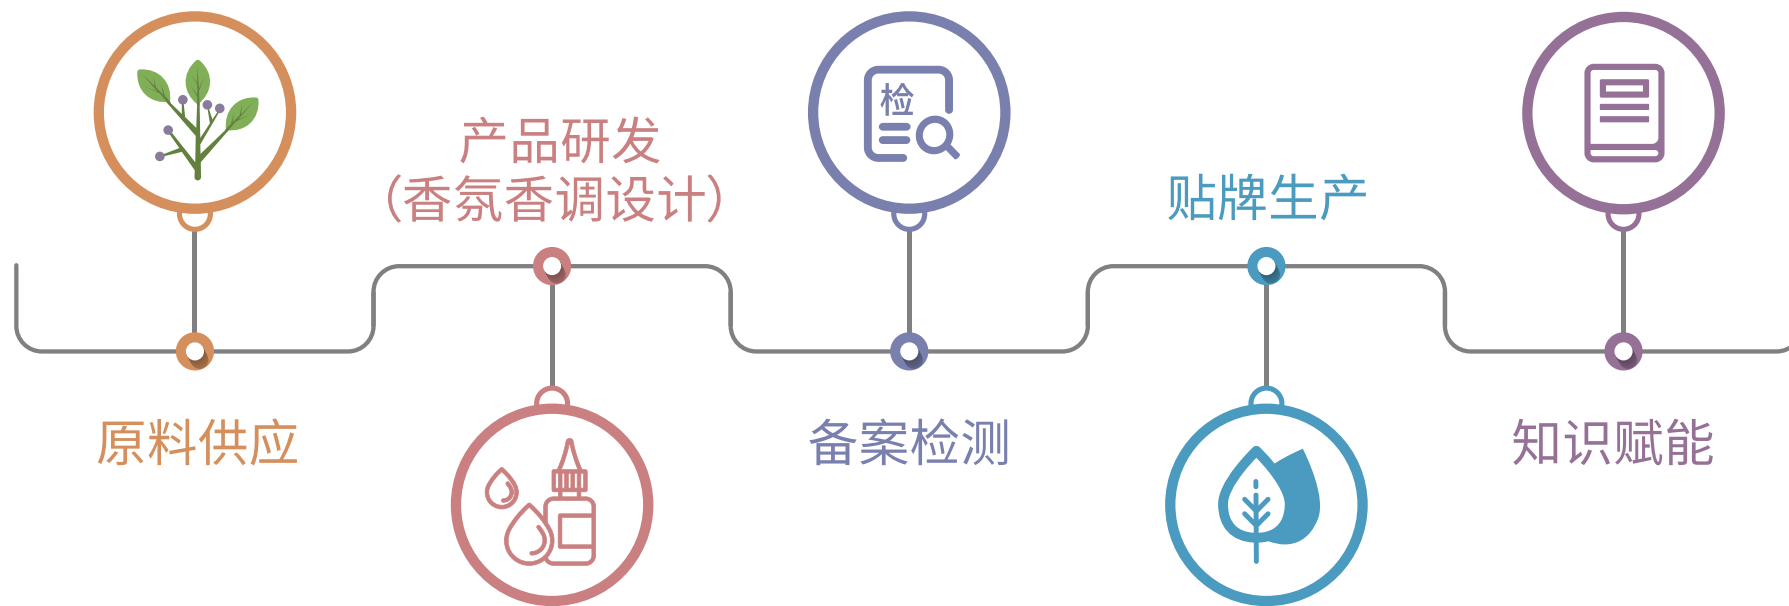 原料供应
产品研发
（香氛香调设计）
检
备案检测
贴牌生产
知识赋能